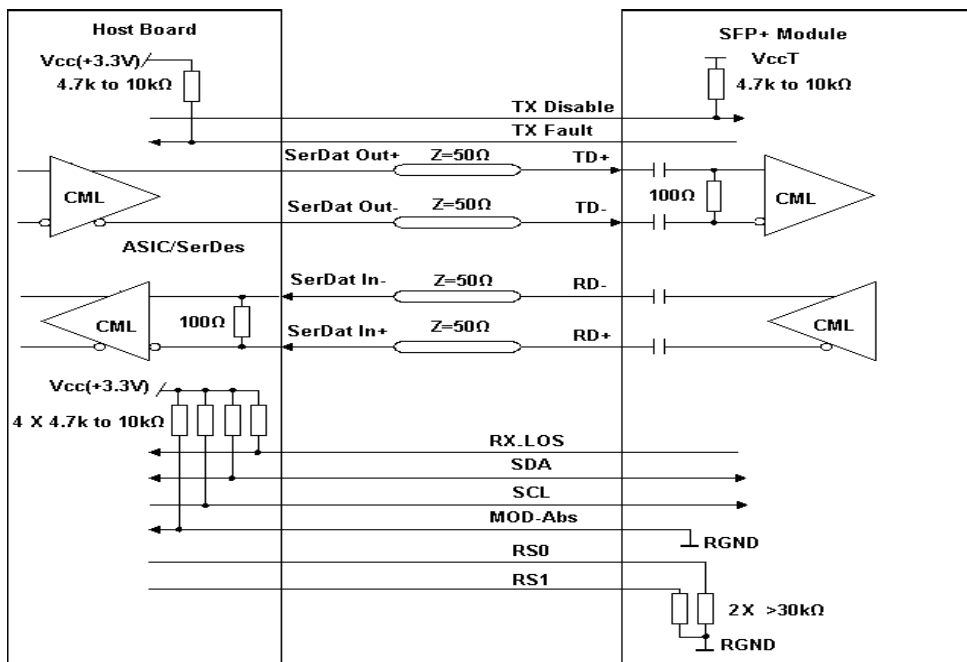 Host Board
SFP+ Module
Vcc(+3.3V)
4.7k to 10kΩ
VccT
4.7k to 10kΩ
TX Disable
TX Fault
SerDat Out+
Z=50Ω
TD+
CML
100Ω
CML
SerDat Out-
Z=50Ω
TD-
ASIC/SerDes
SerDat In-
Z=50Ω
RD-
CML
100Ω
SerDat In+
Z=50Ω
RD+
CML
Vcc(+3.3V)
4 X 4.7k to 10kΩ
RX-LOS
SDA
SCL
MOD-Abs
RGND
RS0
RS1
2X >30kΩ
RGND